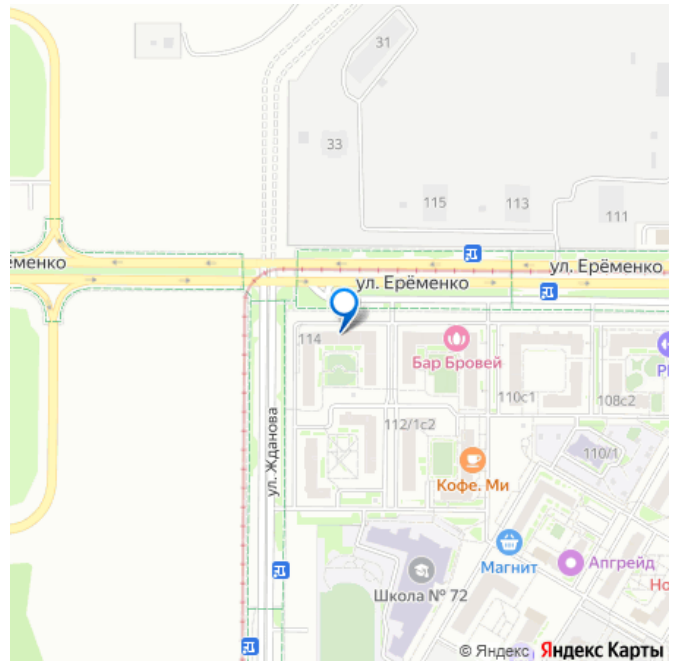 31
33
115
113
111
ул. Ерёменко
еменко
ул. Ерёменко
114
Бар Бровей
110с1
108с2
112/1с2
110/1
ул. Жданова
Кофе. Ми
Магнит
Апгрейд
Школа № 72
Но
© Яндекс Яндекс Карты